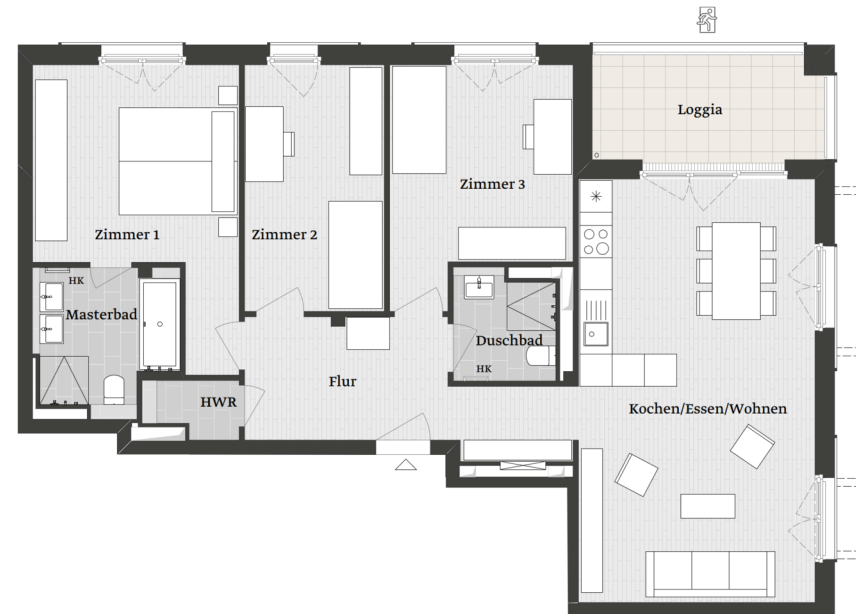 Loggia
Zimmer 3
Zimmer 1
Zimmer 2
HK
Masterbad
Duschbad
HK
Flur
HWR
Kochen/Essen/Wohnen